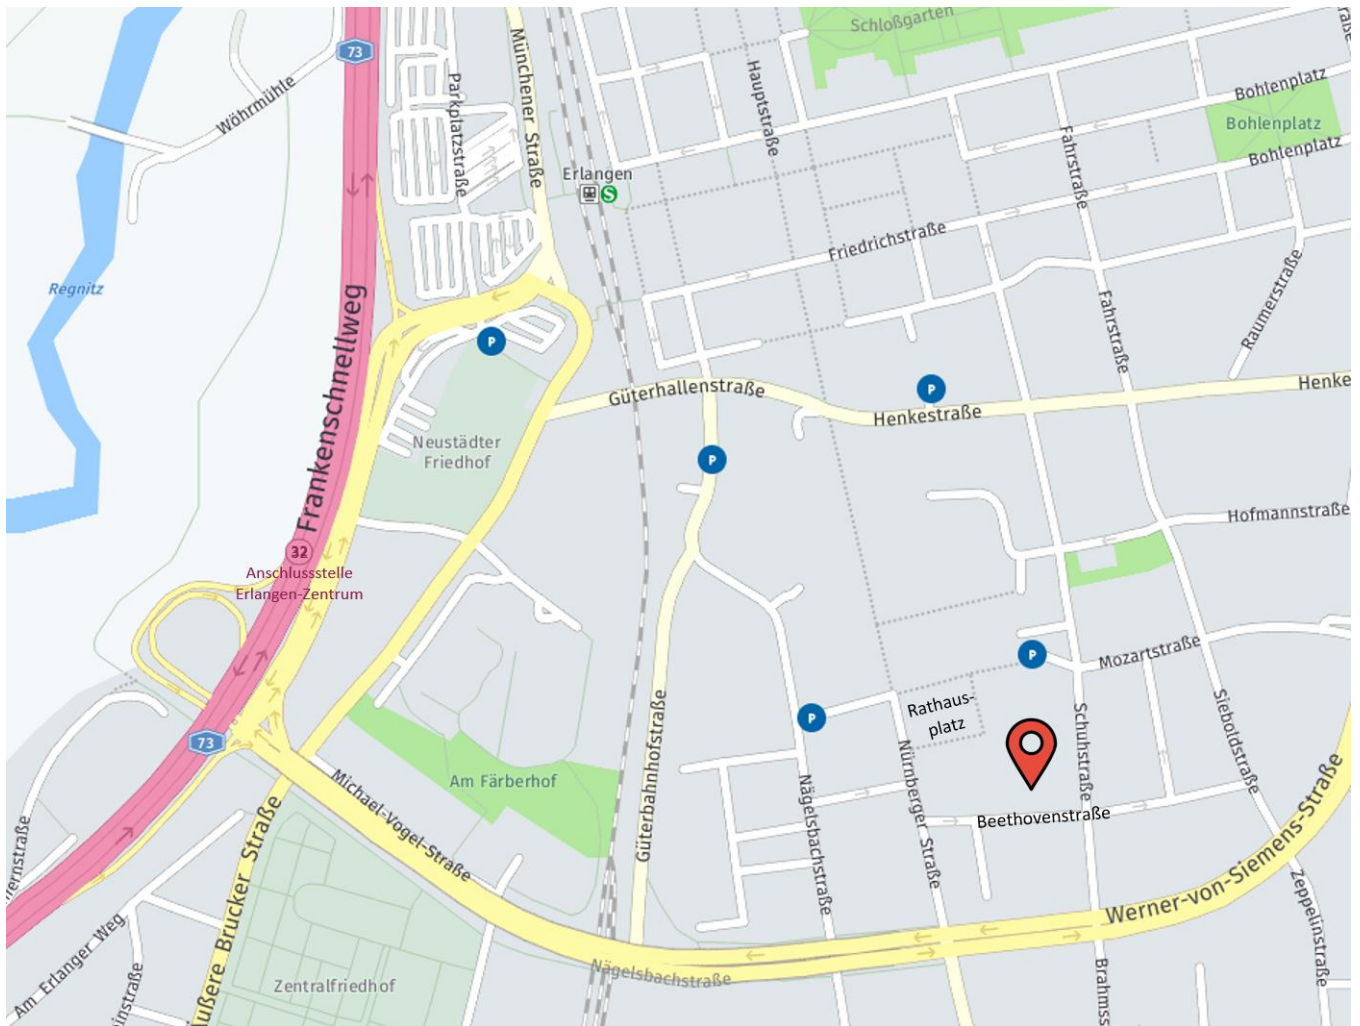 Schloßgarten
73
Wöhrmühle
Parkplatzstraße
Münchener Straße
Hauptstraße
Bohlenplatz
Bohlenplatz
Bohlenplatz
Fahrstraße
Erlangen
S
Friedrichstraße
Regnitz
Fahrstraße
Raumerstraße
Frankenschnellweg
P
Güterhallenstraße
P
Henkestraße
Henke
Neustädter
Friedhof
P
Hofmannstraße
32
Anschlussstelle
Erlangen-Zentrum
P
Mozartstraße
Rathaus-
platz
P
Schuhstraße
Sieboldstraße
73
Güterbahnhofstraße
Nürnberger Straße
Nägelsbachstraße
Am Färberhof
Michael-Vogel-Straße
Beethovenstraße
Werner-von-Siemens-Straße
Äußere Brucker Straße
Zeppelinstraße
Am Erlanger Weg
Nägelsbachstraße
Zentralfriedhof
Brahmss